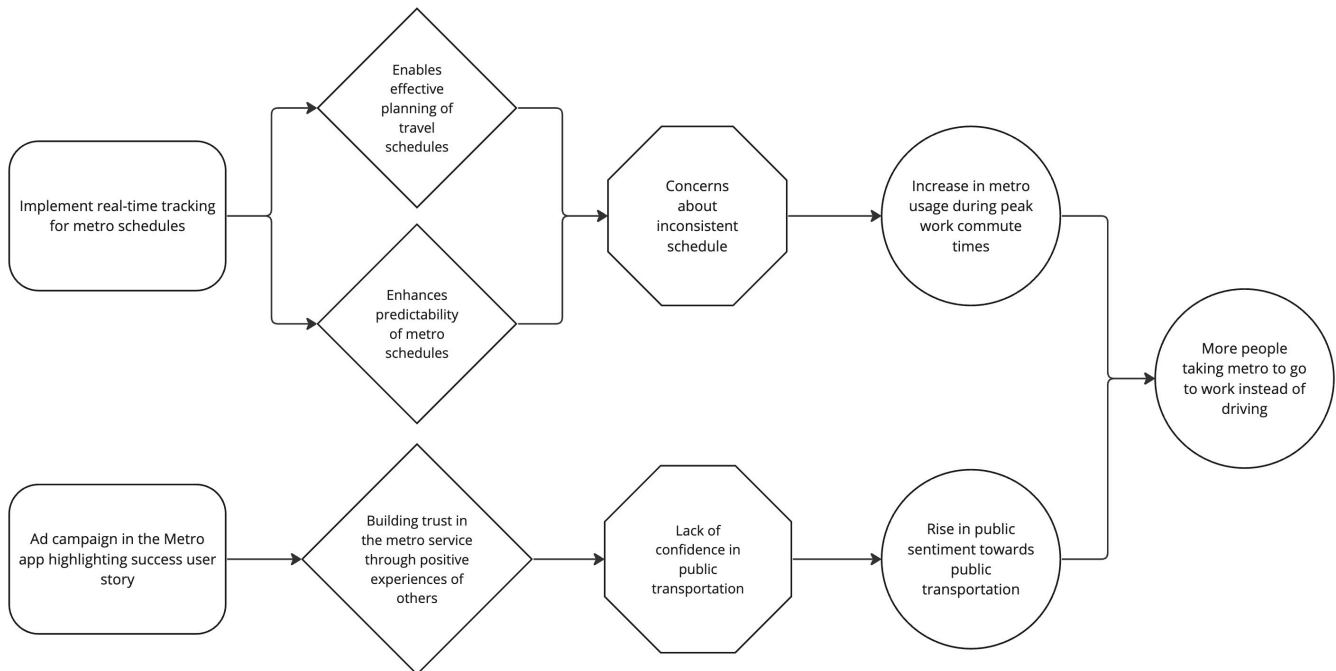 Enables
effective
planning of
travel
schedules
Implement real-time tracking
for metro schedules
Concerns
about
inconsistent
schedule
Increase in metro
usage during peak
work commute
times
Enhances
predictability
of metro
schedules
More people
taking metro to go
to work instead of
driving
Ad campaign in the Metro
app highlighting success user
story
Building trust in
the metro service
through positive
experiences of
others
Lack of
confidence in
public
transportation
Rise in public
sentiment towards
public
transportation